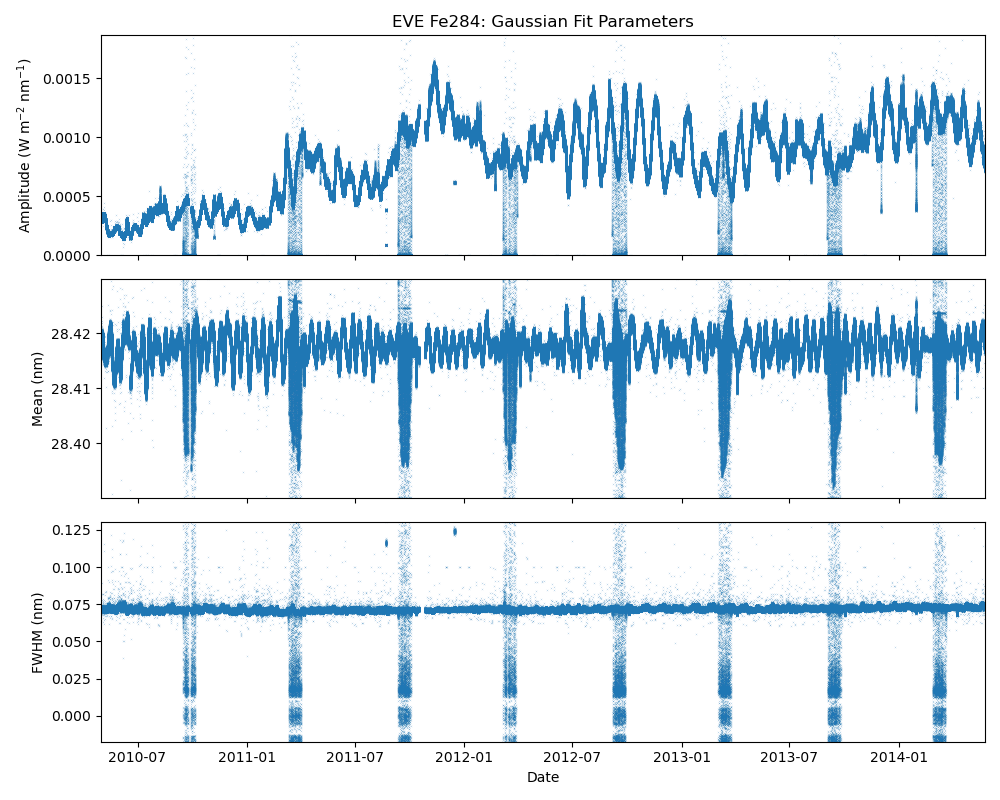 EVE Fe284: Gaussian Fit Parameters
Amplitude (W m⁻² nm⁻¹)
0.0015
0.0010
0.0005
0.0000
Mean (nm)
28.42
28.41
28.40
FWHM (nm)
0.125
0.100
0.075
0.050
0.025
0.000
2010-07 2011-01 2011-07 2012-01 2012-07 2013-01 2013-07 2014-01
Date